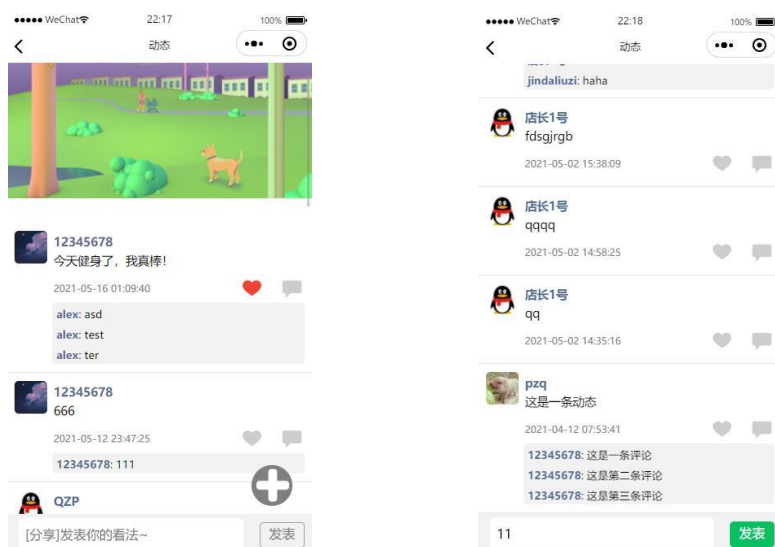 WeChat
22:17
100%
动态
12345678
今天健身了，我真棒！
2021-05-16 01:09:40
alex: asd
alex: test
alex: ter
12345678
666
2021-05-12 23:47:25
12345678: 111
QZP
[分享]发表你的看法~
发表
WeChat
22:18
100%
动态
jindaliuzi: haha
店长1号
fdsgjrgb
2021-05-02 15:38:09
店长1号
qqqq
2021-05-02 14:58:25
店长1号
qq
2021-05-02 14:35:16
pzq
这是一条动态
2021-04-12 07:53:41
12345678: 这是一条评论
12345678: 这是第二条评论
12345678: 这是第三条评论
11
发表